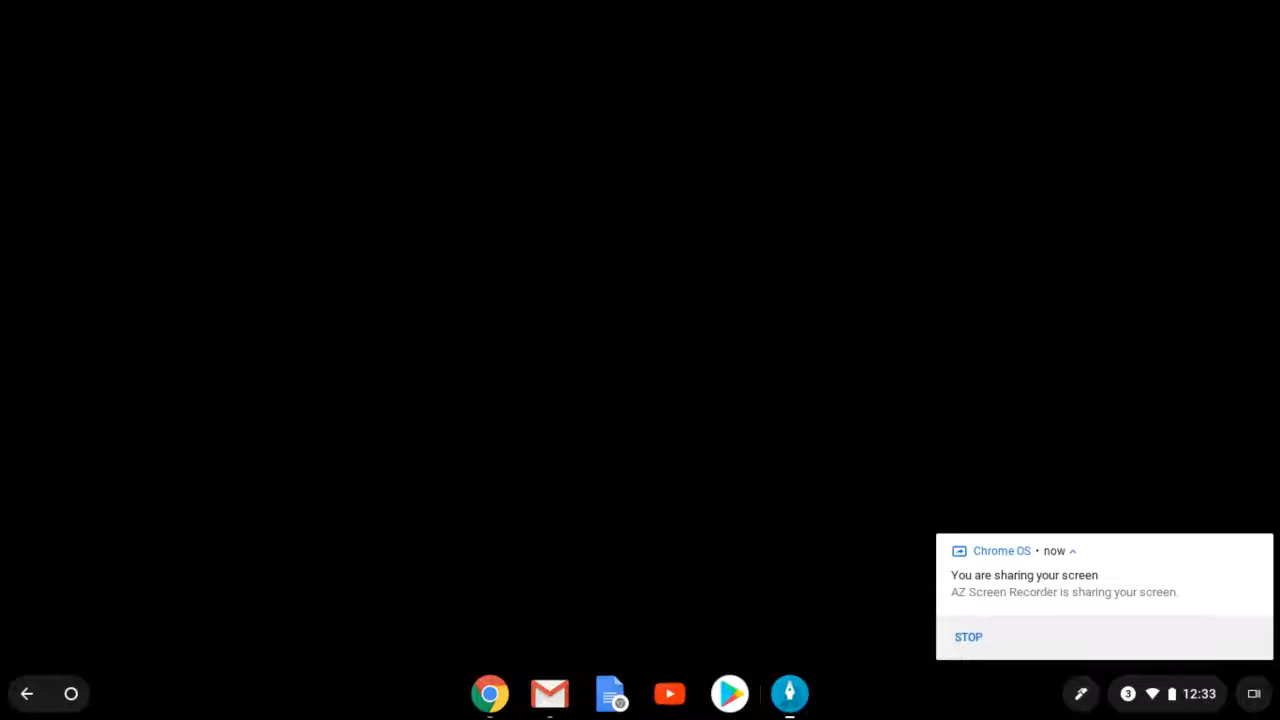 Chrome OS • now
You are sharing your screen
AZ Screen Recorder is sharing your screen.
STOP
3 12:33